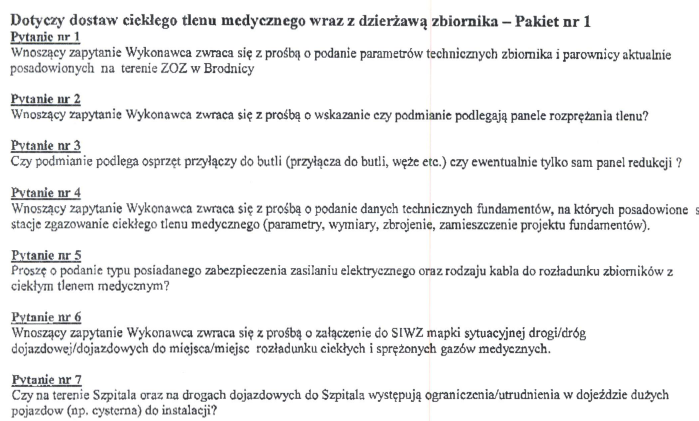 Dotyczy dostaw ciekłego tlenu medycznego wraz z dzierżawą zbiornika – Pakiet nr 1
Pytanie nr 1
Wnoszący zapytanie Wykonawca zwraca się z prośbą o podanie parametrów technicznych zbiornika i parownicy aktualnie
posadowionych na terenie ZOZ w Brodnicy
Pytanie nr 2
Wnoszący zapytanie Wykonawca zwraca się z prośbą o wskazanie czy podmianie podlegają panele rozprężania tlenu?
Pytanie nr 3
Czy podmianie podlega osprzęt przyłączy do butli (przyłącza do butli, węże etc.) czy ewentualnie tylko sam panel redukcji ?
Pytanie nr 4
Wnoszący zapytanie Wykonawca zwraca się z prośbą o podanie danych technicznych fundamentów, na których posadowione s
stacje zgazowanie ciekłego tlenu medycznego (parametry, wymiary, zbrojenie, zamieszczenie projektu fundamentów).
Pytanie nr 5
Proszę o podanie typu posiadanego zabezpieczenia zasilaniu elektrycznego oraz rodzaju kabla do rozładunku zbiorników z
ciekłym tlenem medycznym?
Pytanie nr 6
Wnoszący zapytanie Wykonawca zwraca się z prośbą o załączenie do SIWZ mapki sytuacyjnej drogi/dróg
dojazdowej/dojazdowych do miejsca/miejsc rozładunku ciekłych i sprężonych gazów medycznych.
Pytanie nr 7
Czy na terenie Szpitala oraz na drogach dojazdowych do Szpitala występują ograniczenia/utrudnienia w dojeździe dużych
pojazdow (np. cysterna) do instalacji?